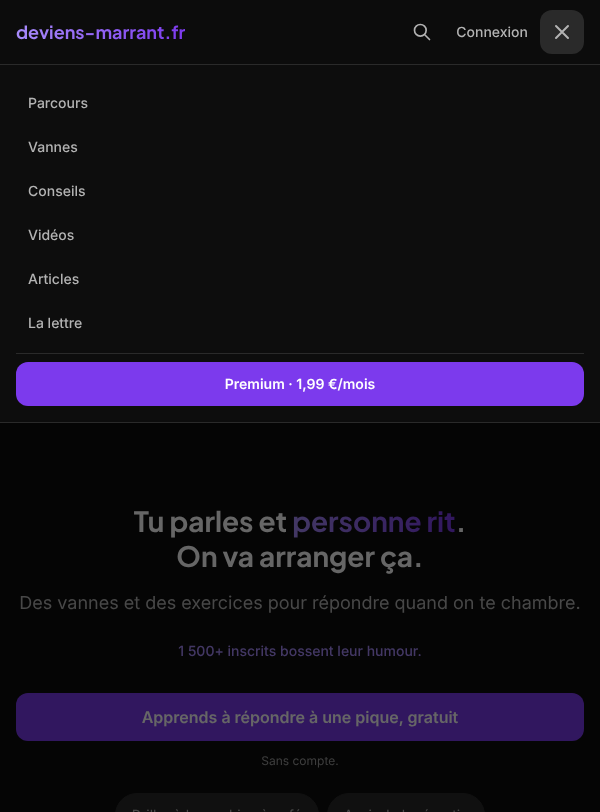 deviens-marrant.fr
Connexion
Parcours
Vannes
Conseils
Vidéos
Articles
La lettre
Premium · 1,99 €/mois
Tu parles et personne rit.
On va arranger ça.
Des vannes et des exercices pour répondre quand on te chambre.
1 500+ inscrits bossent leur humour.
Apprends à répondre à une pique, gratuit
Sans compte.